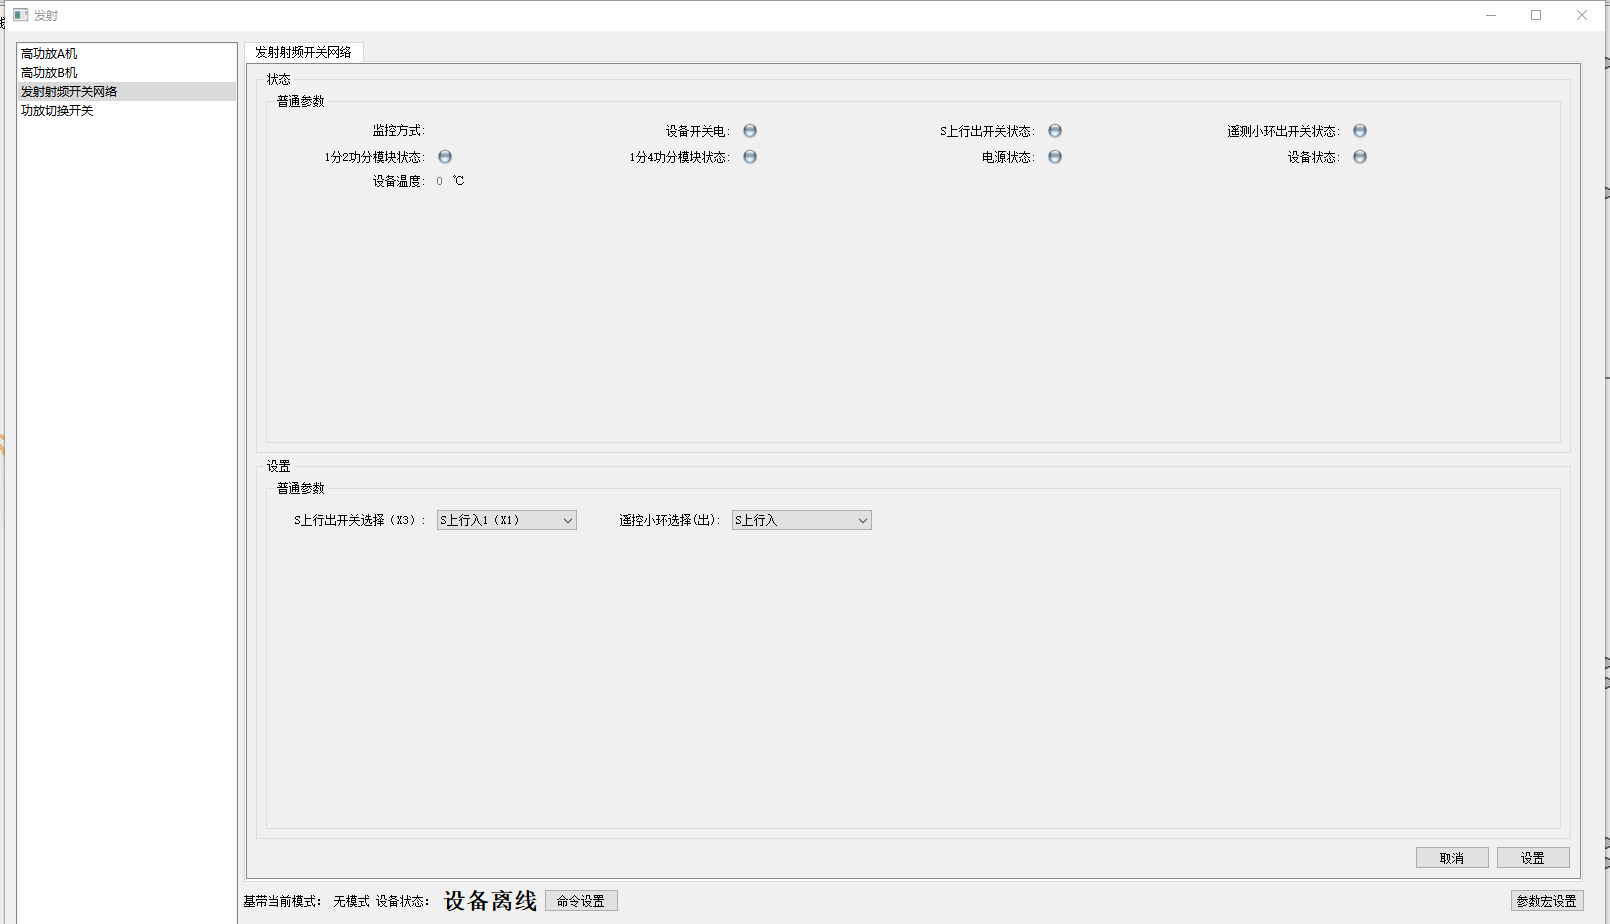 发射
高功放A机
高功放B机
发射射频开关网络
功放切换开关
发射射频开关网络
状态
普通参数
监控方式: 设备开关电: S上行出开关状态: 遥测小环出开关状态:
1分2功分模块状态: 1分4功分模块状态: 电源状态: 设备状态:
设备温度: 0 ℃
设置
普通参数
S上行出开关选择（X3）: S上行入1（X1） 遥控小环选择(出): S上行入
取消 设置
基带当前模式: 无模式 设备状态: 设备离线 命令设置 参数宏设置